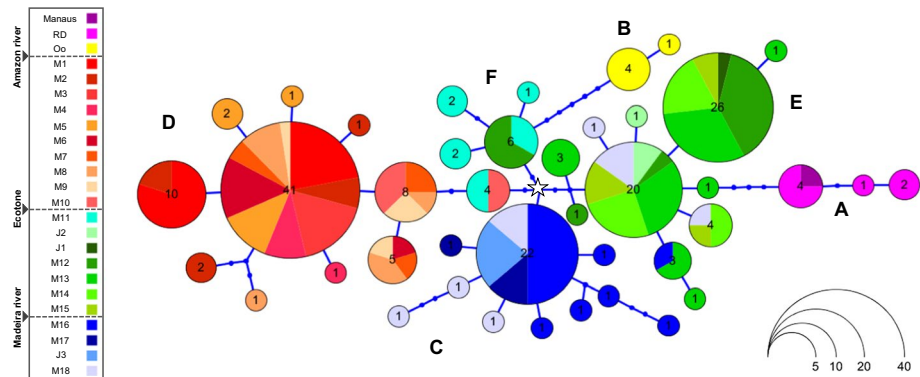 Manaus
RD
Oo
M1
M2
M3
M4
M5
M6
M7
M8
M9
M10
M11
J2
J1
M12
M13
M14
M15
M16
M17
J3
M18
Amazon river
Ecotone
Madeira river
B
1
4
1
F
2
1
26
E
D
2
1
1
6
1
1
2
3
10
41
8
4
20
1
4
1
2
A
1
4
5
1
22
1
3
2
1
1
1
1
1
1
1
1
1
1
1
C
5 10 20 40